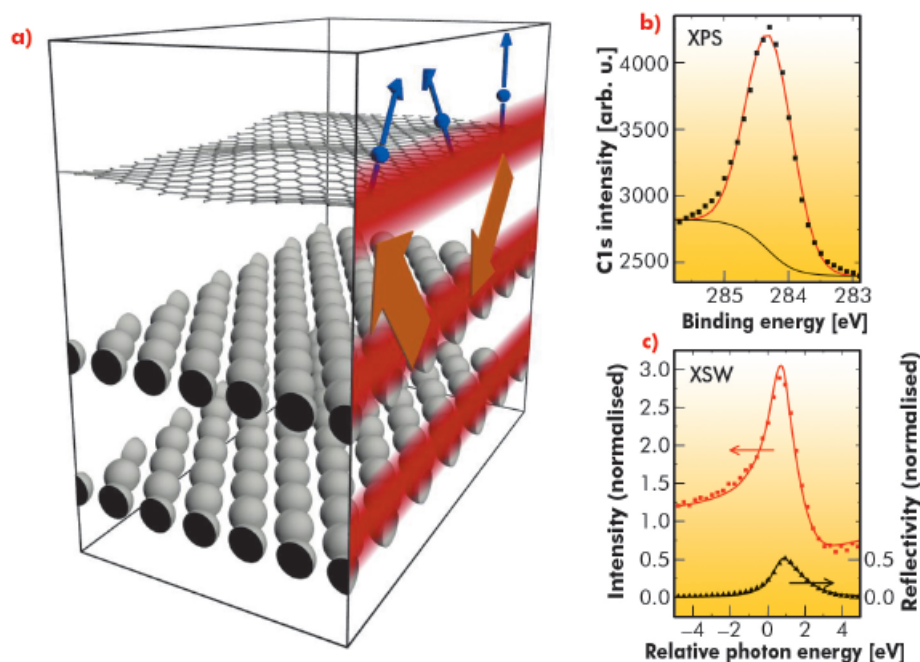 a)
b)
XPS
C1s intensity [arb. u.]
4000
3500
3000
2500
285
284
283
Binding energy [eV]
c)
XSW
Intensity (normalised)
3.0
2.5
2.0
1.5
1.0
0.5
0.0
Reflectivity (normalised)
0.5
0.0
−4
−2
0
2
4
Relative photon energy [eV]